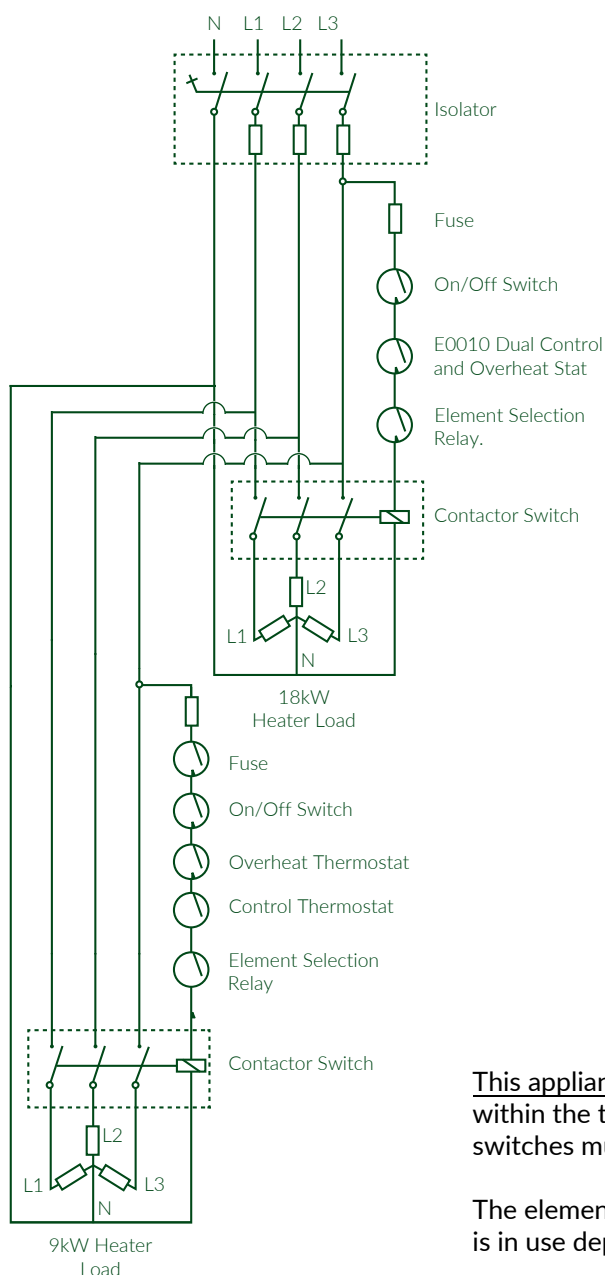 N L1 L2 L3
Isolator
Fuse
On/Off Switch
E0010 Dual Control
and Overheat Stat
Element Selection
Relay.
Contactor Switch
L2
L1 L3
N
18kW
Heater Load
Fuse
On/Off Switch
Overheat Thermostat
Control Thermostat
Element Selection
Relay
Contactor Switch
L2
L1 L3
N
9kW Heater
Load
This applian
within the t
switches mu
The elemen
is in use dep